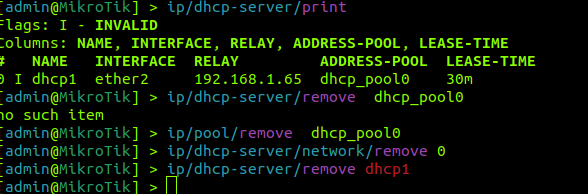 [admin@MikroTik] > ip/dhcp-server/print
Flags: I - INVALID
Columns: NAME, INTERFACE, RELAY, ADDRESS-POOL, LEASE-TIME
#   NAME   INTERFACE  RELAY         ADDRESS-POOL  LEASE-TIME
0 I dhcp1  ether2     192.168.1.65  dhcp_pool0    30m
[admin@MikroTik] > ip/dhcp-server/remove  dhcp_pool0
no such item
[admin@MikroTik] > ip/pool/remove  dhcp_pool0
[admin@MikroTik] > ip/dhcp-server/network/remove 0
[admin@MikroTik] > ip/dhcp-server/remove dhcp1
[admin@MikroTik] >